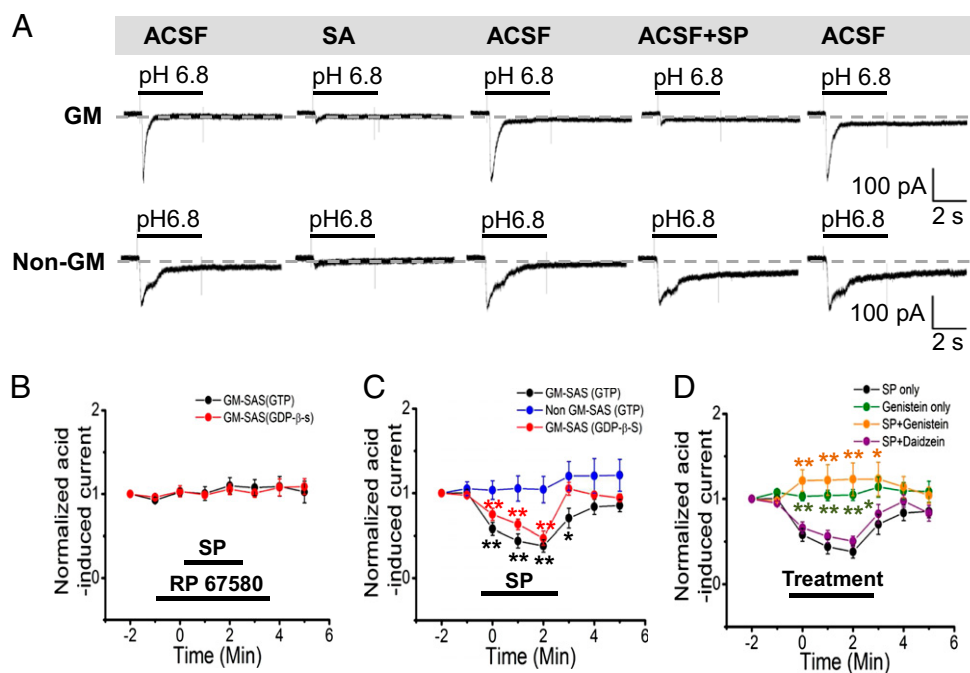 A
ACSF SA ACSF ACSF+SP ACSF
pH 6.8 pH 6.8 pH 6.8 pH 6.8 pH 6.8
GM
100 pA
2 s
pH6.8 pH6.8 pH6.8 pH6.8 pH6.8
Non-GM
100 pA
2 s
B
GM-SAS(GTP)
GM-SAS(GDP-β-s)
Normalized acid
-induced current
2
1
0
SP
RP 67580
-2 0 2 4 6
Time (Min)
C
GM-SAS (GTP)
Non GM-SAS (GTP)
GM-SAS (GDP-β-S)
Normalized acid
-induced current
2
1
0
** ** **
** ** ** *
SP
-2 0 2 4 6
Time (Min)
D
SP only
Genistein only
SP+Genistein
SP+Daidzein
Normalized acid
-induced current
2
1
0
** ** ** *
** ** ** *
Treatment
-2 0 2 4 6
Time (Min)